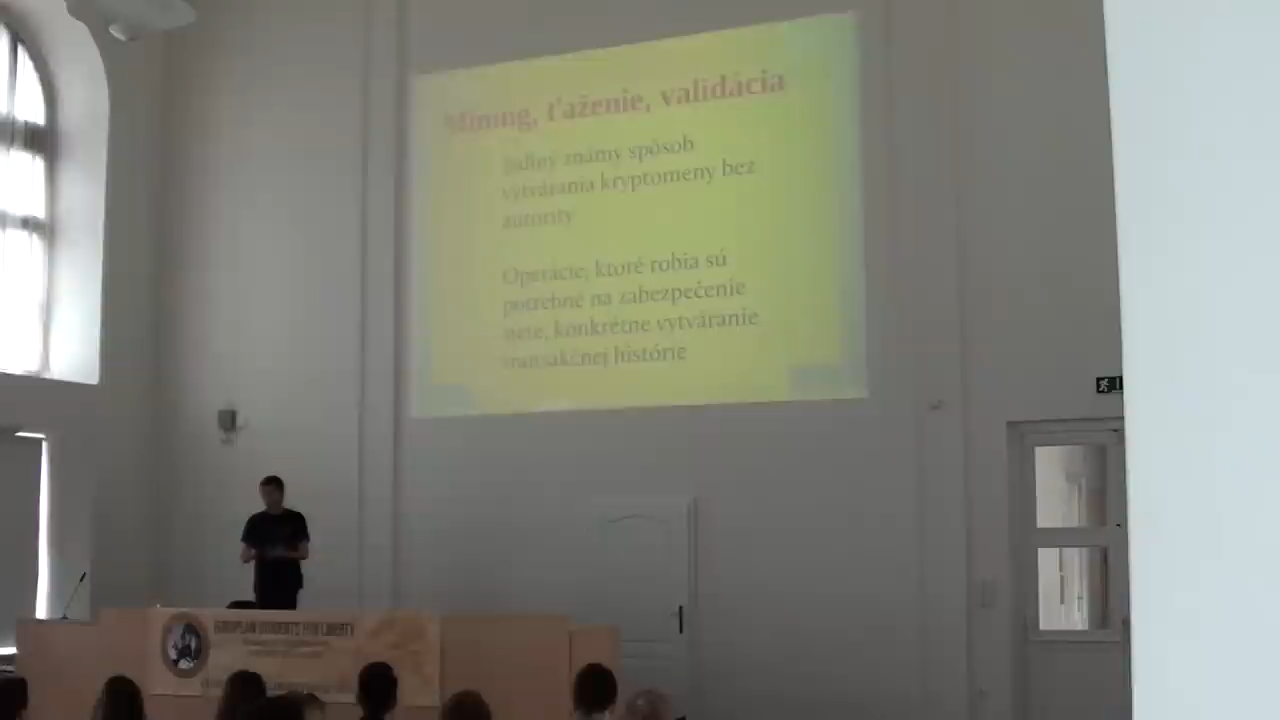 Mining, ťaženie, validácia
Jediný známy spôsob
vytvárania kryptomeny bez
autority
Operácie, ktoré robia sú
potrebné na zabezpečenie
siete, konkrétne vytváranie
transakčnej histórie
EUROPEAN STUDENTS FOR LIBERTY